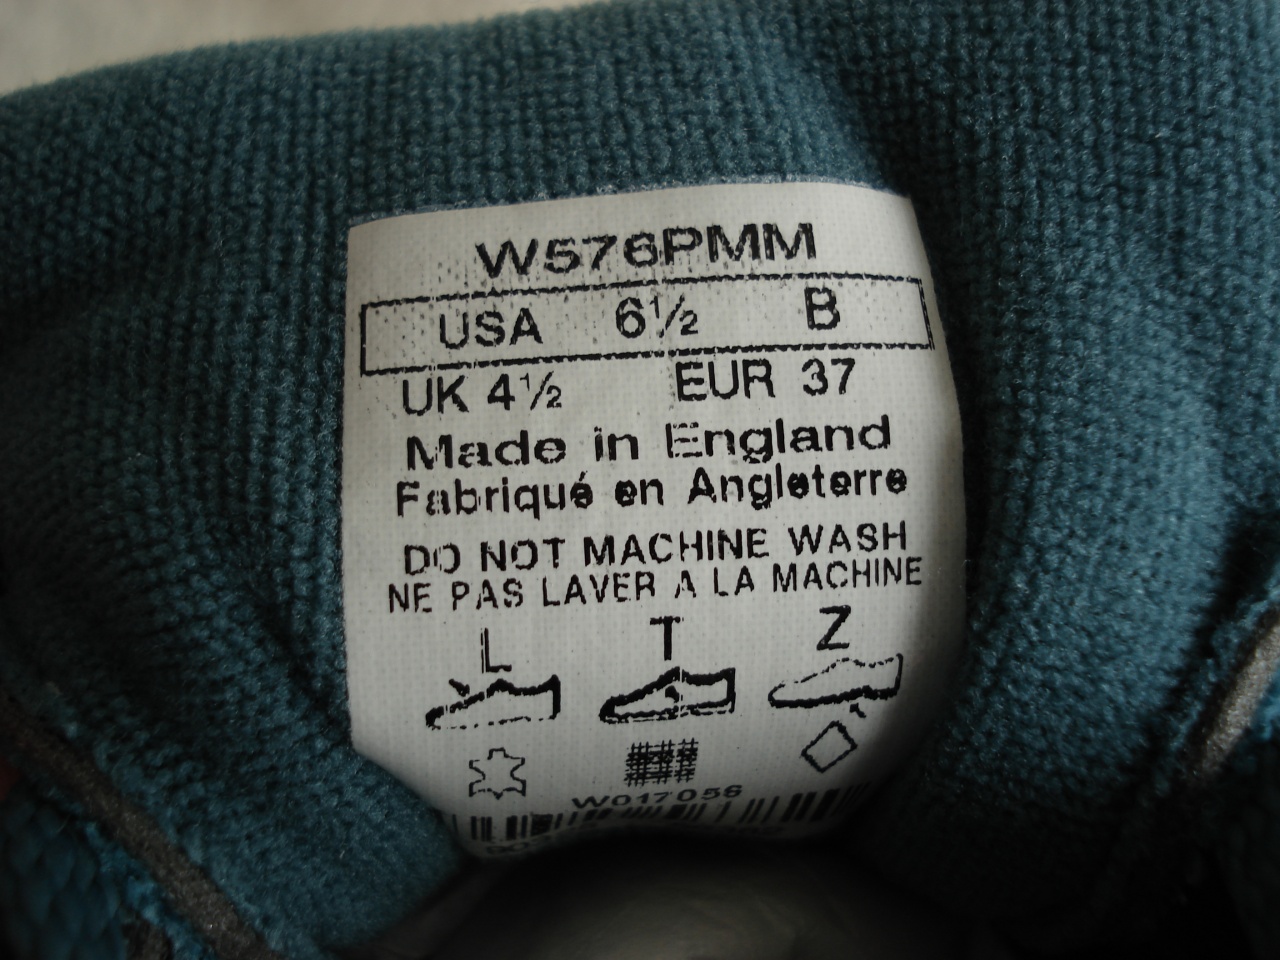 W576PMM
USA 6½ B
UK 4½ EUR 37
Made in England
Fabriqué en Angleterre
DO NOT MACHINE WASH
NE PAS LAVER A LA MACHINE
L T Z
W017056